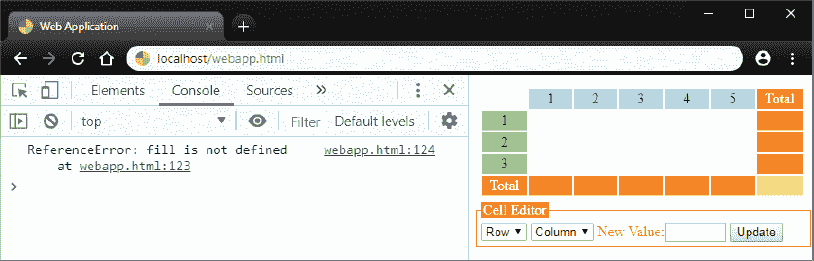 Web Application
localhost/webapp.html
Elements Console Sources
top Filter Default levels
ReferenceError: fill is not defined webapp.html:124
at webapp.html:123
1 2 3 4 5 Total
1
2
3
Total
Cell Editor
Row Column New Value: Update